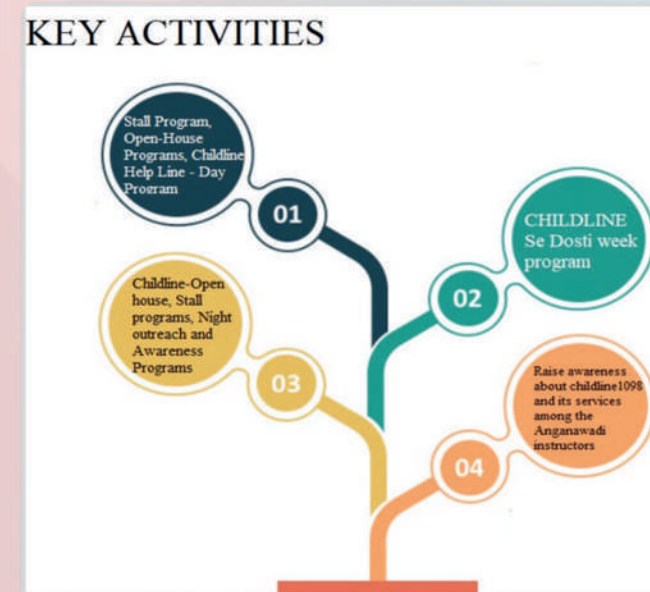 KEY ACTIVITIES
Stall Program,
Open-House
Programs, Childline
Help Line - Day
Program
01
CHILDLINE
Se Dosti week
program
02
Childline-Open
house, Stall
programs, Night
outreach and
Awareness
Programs
03
Raise awareness
about childline1098
and its services
among the
Anganawadi
instructors
04